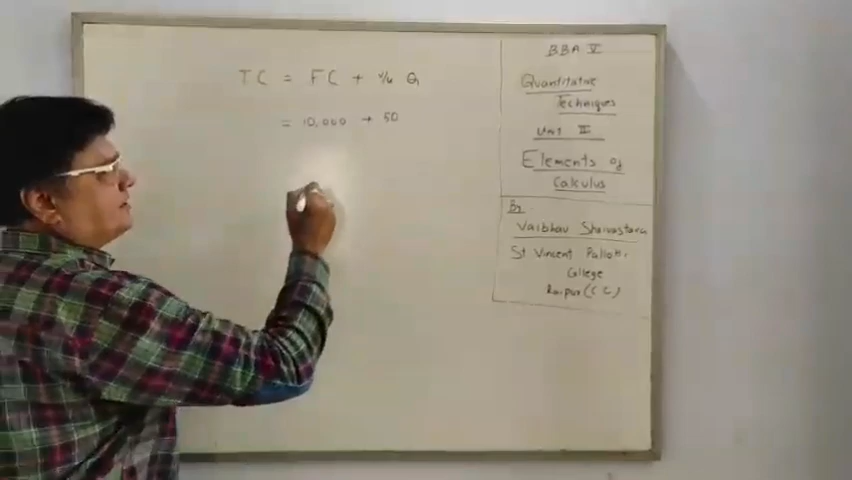 TC = FC + v/u Q
= 10,000 + 50
BBA V
Quantitative
Techniques
Unit II
Elements of
Calculus
By
Vaibhav Shrivastava
St Vincent Pallotti
College
Raipur (C G)